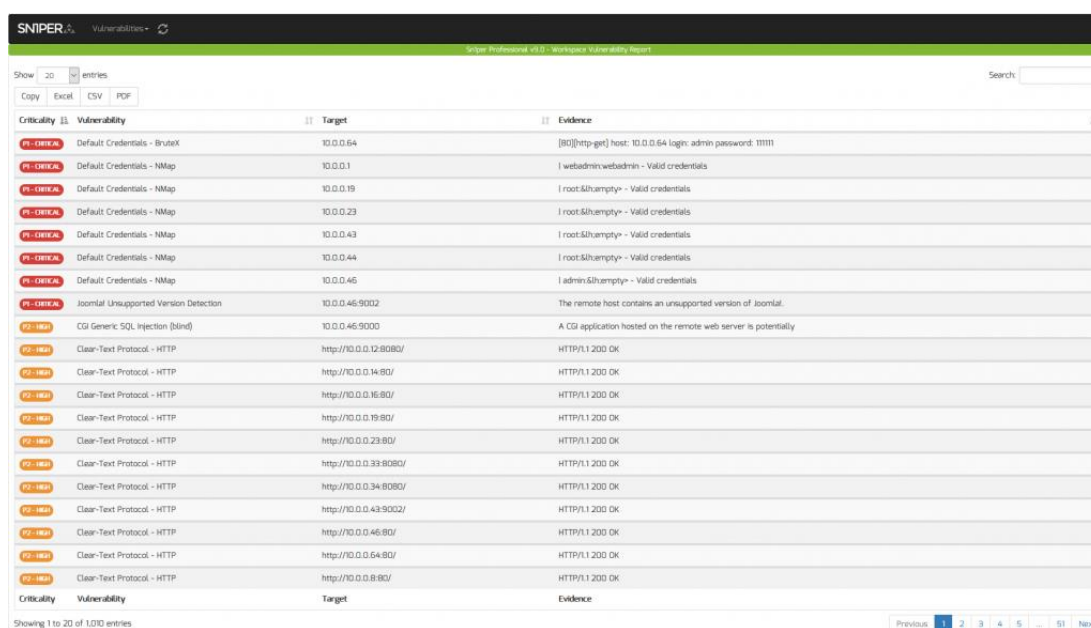 SN1PER Vulnerabilities
Sn1per Professional v9.0 - Workspace Vulnerability Report
Show 20 entries Search:
Copy Excel CSV PDF
Criticality Vulnerability Target Evidence
P1 - CRITICAL Default Credentials - BruteX 10.0.0.64 [80][http-get] host: 10.0.0.64 login: admin password: 111111
P1 - CRITICAL Default Credentials - NMap 10.0.0.1 | webadmin:webadmin - Valid credentials
P1 - CRITICAL Default Credentials - NMap 10.0.0.19 | root:&lh;empty> - Valid credentials
P1 - CRITICAL Default Credentials - NMap 10.0.0.23 | root:&lh;empty> - Valid credentials
P1 - CRITICAL Default Credentials - NMap 10.0.0.43 | root:&lh;empty> - Valid credentials
P1 - CRITICAL Default Credentials - NMap 10.0.0.44 | root:&lh;empty> - Valid credentials
P1 - CRITICAL Default Credentials - NMap 10.0.0.46 | admin:&lh;empty> - Valid credentials
P1 - CRITICAL Joomla! Unsupported Version Detection 10.0.0.46:9002 The remote host contains an unsupported version of Joomla!.
P2 - HIGH CGI Generic SQL Injection (blind) 10.0.0.46:9000 A CGI application hosted on the remote web server is potentially
P2 - HIGH Clear-Text Protocol - HTTP http://10.0.0.12:8080/ HTTP/1.1 200 OK
P2 - HIGH Clear-Text Protocol - HTTP http://10.0.0.14:80/ HTTP/1.1 200 OK
P2 - HIGH Clear-Text Protocol - HTTP http://10.0.0.16:80/ HTTP/1.1 200 OK
P2 - HIGH Clear-Text Protocol - HTTP http://10.0.0.19:80/ HTTP/1.1 200 OK
P2 - HIGH Clear-Text Protocol - HTTP http://10.0.0.23:80/ HTTP/1.1 200 OK
P2 - HIGH Clear-Text Protocol - HTTP http://10.0.0.33:8080/ HTTP/1.1 200 OK
P2 - HIGH Clear-Text Protocol - HTTP http://10.0.0.34:8080/ HTTP/1.1 200 OK
P2 - HIGH Clear-Text Protocol - HTTP http://10.0.0.43:9002/ HTTP/1.1 200 OK
P2 - HIGH Clear-Text Protocol - HTTP http://10.0.0.46:80/ HTTP/1.1 200 OK
P2 - HIGH Clear-Text Protocol - HTTP http://10.0.0.64:80/ HTTP/1.1 200 OK
P2 - HIGH Clear-Text Protocol - HTTP http://10.0.0.8:80/ HTTP/1.1 200 OK
Criticality Vulnerability Target Evidence
Showing 1 to 20 of 1,010 entries Previous 1 2 3 4 5 ... 51